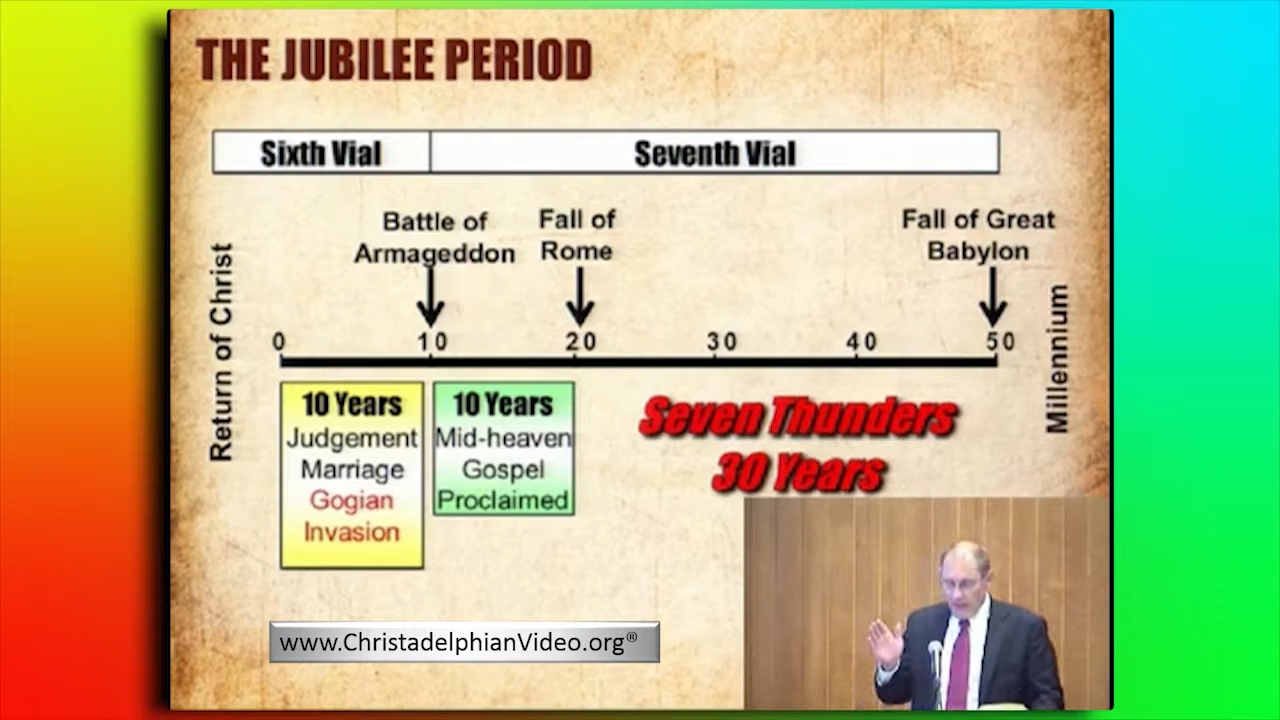 THE JUBILEE PERIOD
Sixth Vial
Seventh Vial
Battle of
Armageddon
Fall of
Rome
Fall of Great
Babylon
Return of Christ
0 10 20 30 40 50
Millennium
10 Years
Judgement
Marriage
Gogian
Invasion
10 Years
Mid-heaven
Gospel
Proclaimed
Seven Thunders
30 Years
www.ChristadelphianVideo.org®